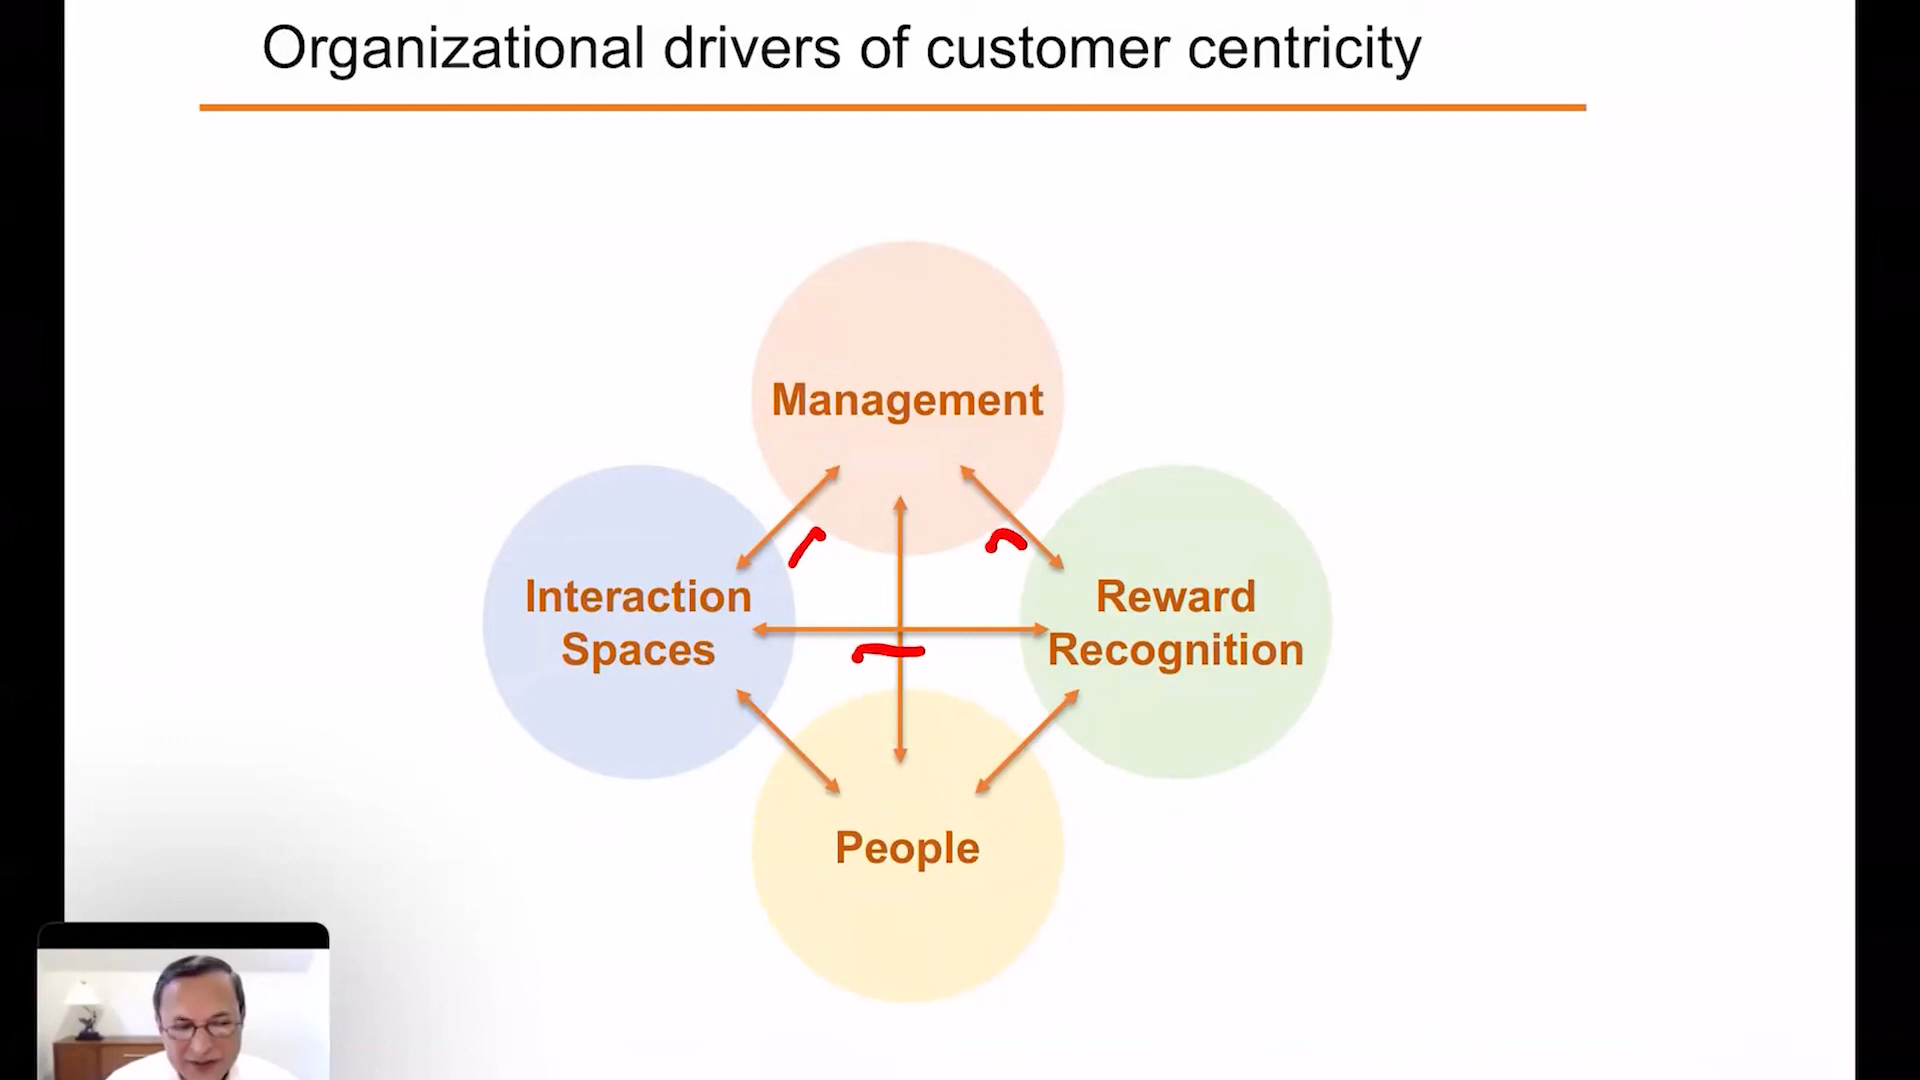 Organizational drivers of customer centricity
Management
Interaction
Spaces
Reward
Recognition
People